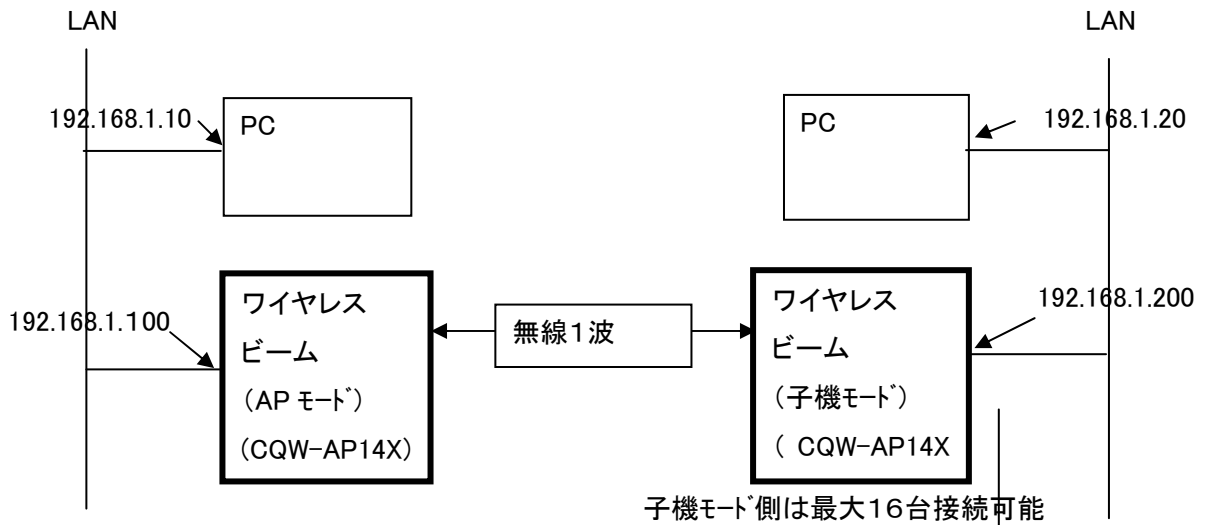 LAN
LAN
192.168.1.10
PC
PC
192.168.1.20
192.168.1.100
ワイヤレス
ビーム
(AP モード)
(CQW-AP14X)
無線1波
ワイヤレス
ビーム
(子機モード)
( CQW-AP14X
192.168.1.200
子機モード側は最大16台接続可能